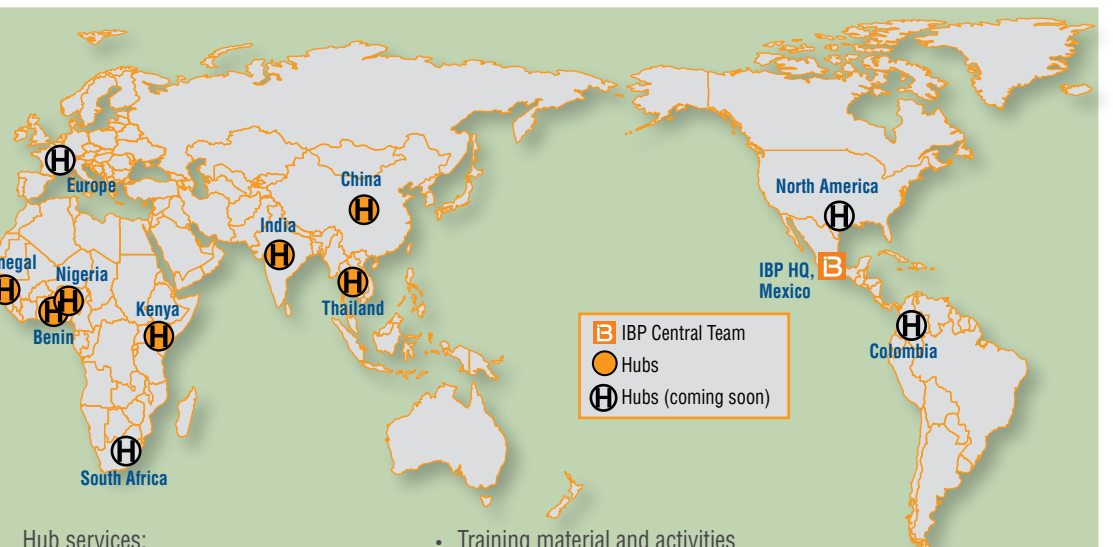 Europe
China
India
North America
negal
Nigeria
Benin
Kenya
Thailand
South Africa
IBP HQ,
Mexico
Colombia
IBP Central Team
Hubs
Hubs (coming soon)
Hub services:
• Training material and activities